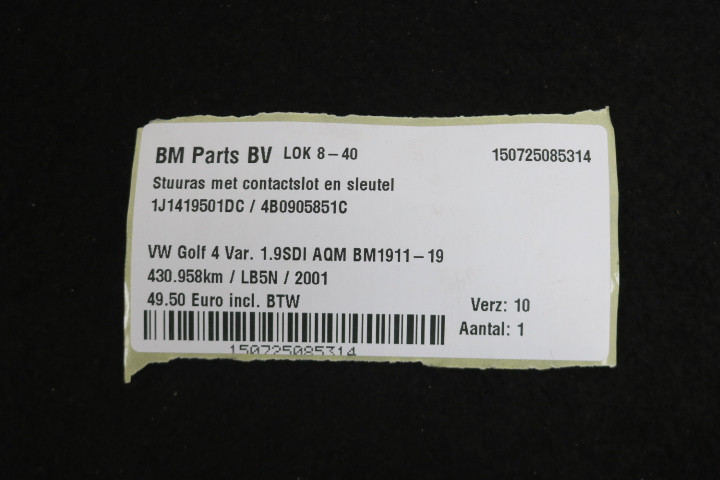 BM Parts BV LOK 8-40 150725085314
Stuuras met contactslot en sleutel
1J1419501DC / 4B0905851C
VW Golf 4 Var. 1.9SDI AQM BM1911-19
430.958km / LB5N / 2001
49.50 Euro incl. BTW
Verz: 10
Aantal: 1
150725085314